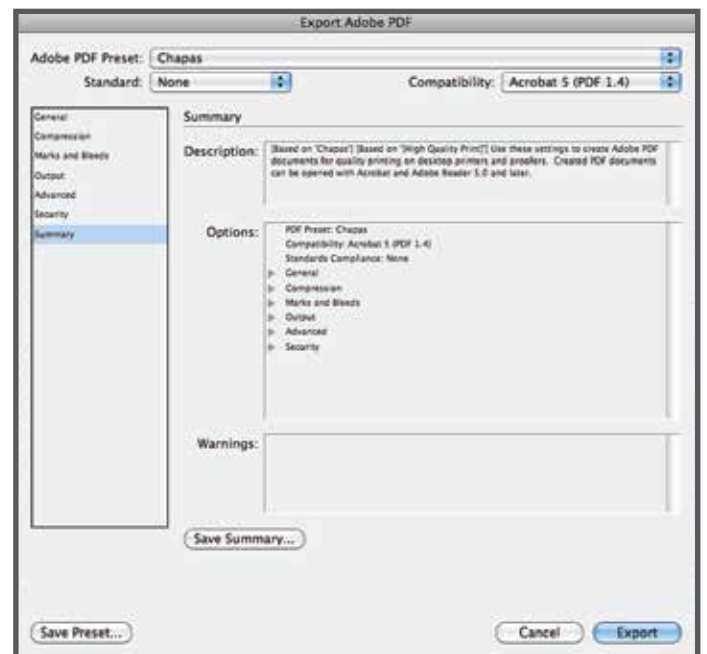 Export Adobe PDF
Adobe PDF Preset: Chapas
Standard: None Compatibility: Acrobat 5 (PDF 1.4)
General
Compression
Marks and Bleeds
Output
Advanced
Security
Summary
Summary
Description: [Based on 'Chapas'] [Based on '[High Quality Print]'] Use these settings to create Adobe PDF
documents for quality printing on desktop printers and proofers. Created PDF documents
can be opened with Acrobat and Adobe Reader 5.0 and later.
Options: PDF Preset: Chapas
Compatibility: Acrobat 5 (PDF 1.4)
Standards Compliance: None
General
Compression
Marks and Bleeds
Output
Advanced
Security
Warnings:
Save Summary...
Save Preset... Cancel Export